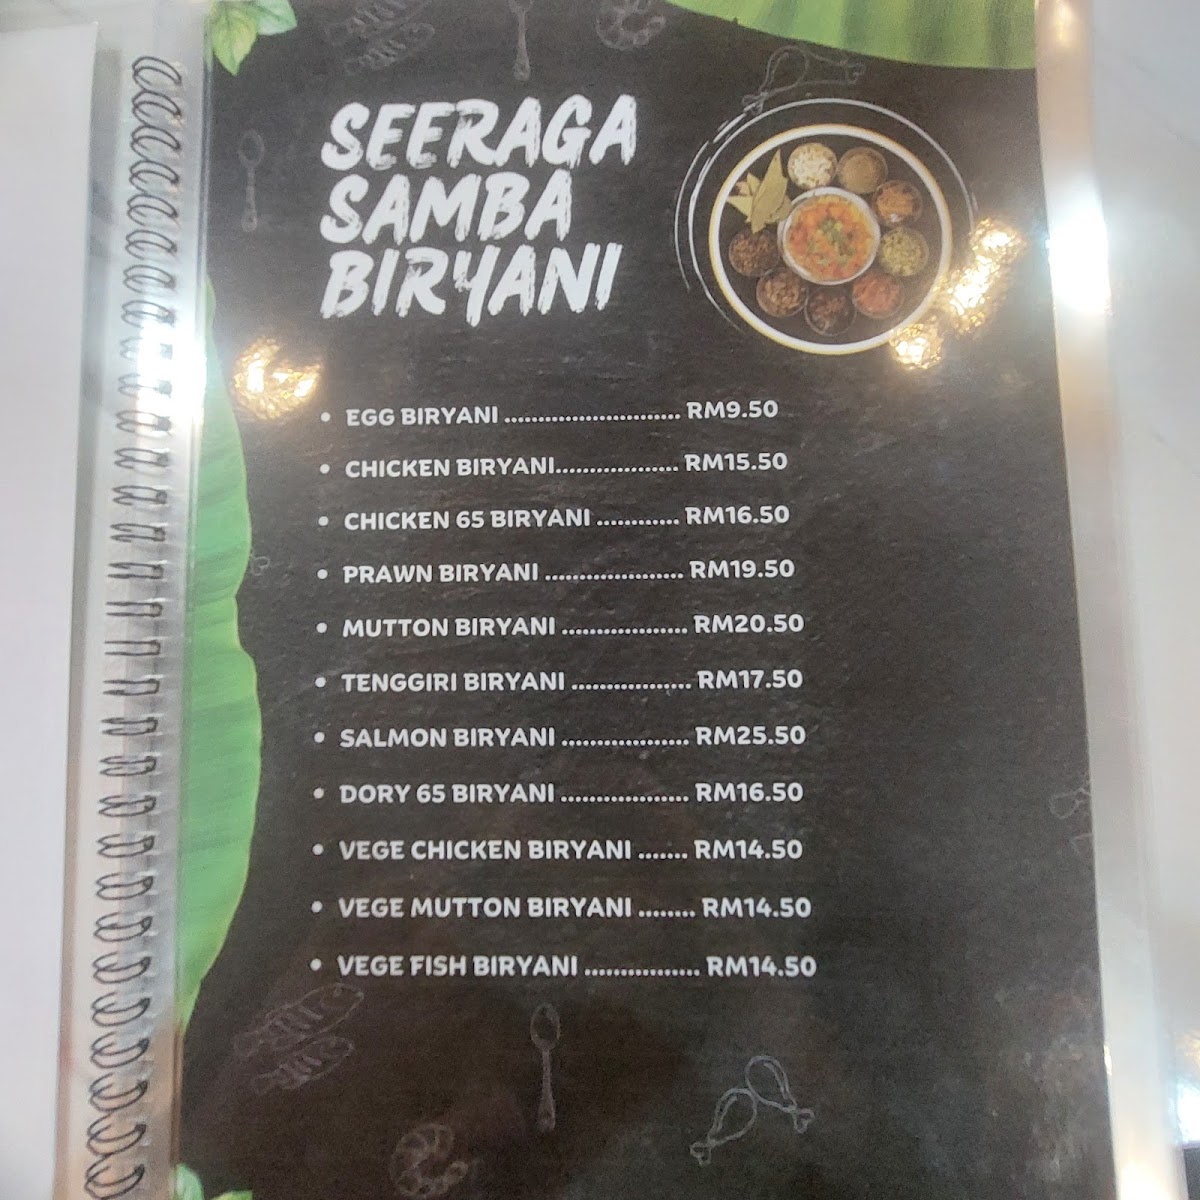 SEERAGA
SAMBA
BIRYANI
• EGG BIRYANI .......................... RM9.50
• CHICKEN BIRYANI................... RM15.50
• CHICKEN 65 BIRYANI ............ RM16.50
• PRAWN BIRYANI ..................... RM19.50
• MUTTON BIRYANI ................... RM20.50
• TENGGIRI BIRYANI .................. RM17.50
• SALMON BIRYANI ................... RM25.50
• DORY 65 BIRYANI ................... RM16.50
• VEGE CHICKEN BIRYANI ....... RM14.50
• VEGE MUTTON BIRYANI ........ RM14.50
• VEGE FISH BIRYANI ................. RM14.50